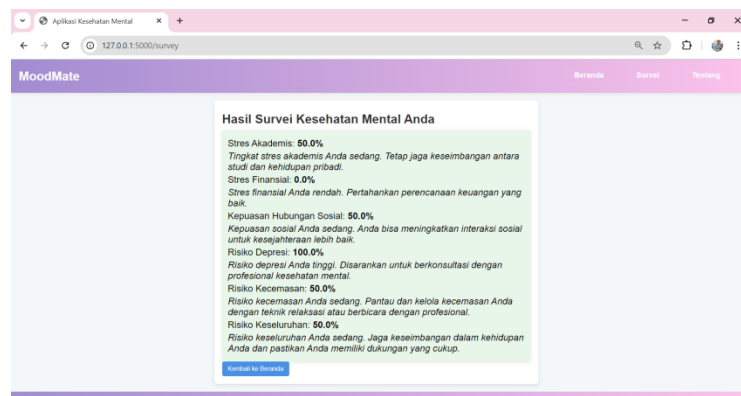 Aplikasi Kesehatan Mental
127.0.0.1:5000/survey
MoodMate
Beranda Survei Tentang
Hasil Survei Kesehatan Mental Anda
Stres Akademis: 50.0%
Tingkat stres akademis Anda sedang. Tetap jaga keseimbangan antara
studi dan kehidupan pribadi.
Stres Finansial: 0.0%
Stres finansial Anda rendah. Pertahankan perencanaan keuangan yang
baik.
Kepuasan Hubungan Sosial: 50.0%
Kepuasan sosial Anda sedang. Anda bisa meningkatkan interaksi sosial
untuk kesejahteraan lebih baik.
Risiko Depresi: 100.0%
Risiko depresi Anda tinggi. Disarankan untuk berkonsultasi dengan
profesional kesehatan mental.
Risiko Kecemasan: 50.0%
Risiko kecemasan Anda sedang. Pantau dan kelola kecemasan Anda
dengan teknik relaksasi atau berbicara dengan profesional.
Risiko Keseluruhan: 50.0%
Risiko keseluruhan Anda sedang. Jaga keseimbangan dalam kehidupan
Anda dan pastikan Anda memiliki dukungan yang cukup.
Kembali ke Beranda